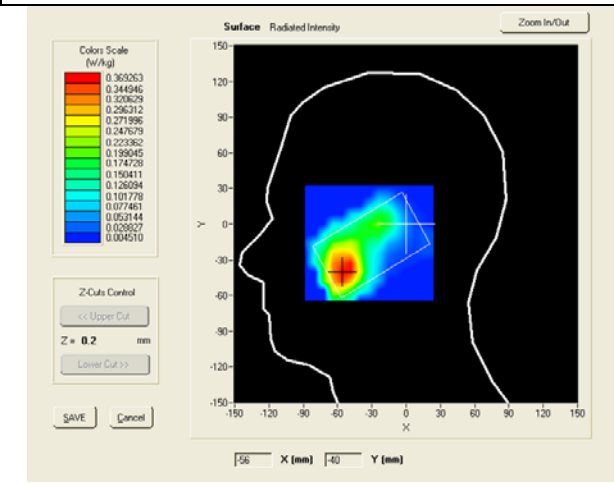 Surface Radiated Intensity
Zoom In/Out
Colors Scale
(W/kg)
0.369263
0.344946
0.320629
0.296312
0.271996
0.247679
0.223362
0.199045
0.174728
0.150411
0.126094
0.101778
0.077461
0.053144
0.028827
0.004510
Z-Cuts Control
<< Upper Cut
Z = 0.2 mm
Lower Cut >>
SAVE Cancel
150-
120-
90-
60-
30-
Y 0-
-30-
-60-
-90-
-120-
-150-
-150 -120 -90 -60 -30 0 30 60 90 120 150
X
-56 X (mm) -40 Y (mm)